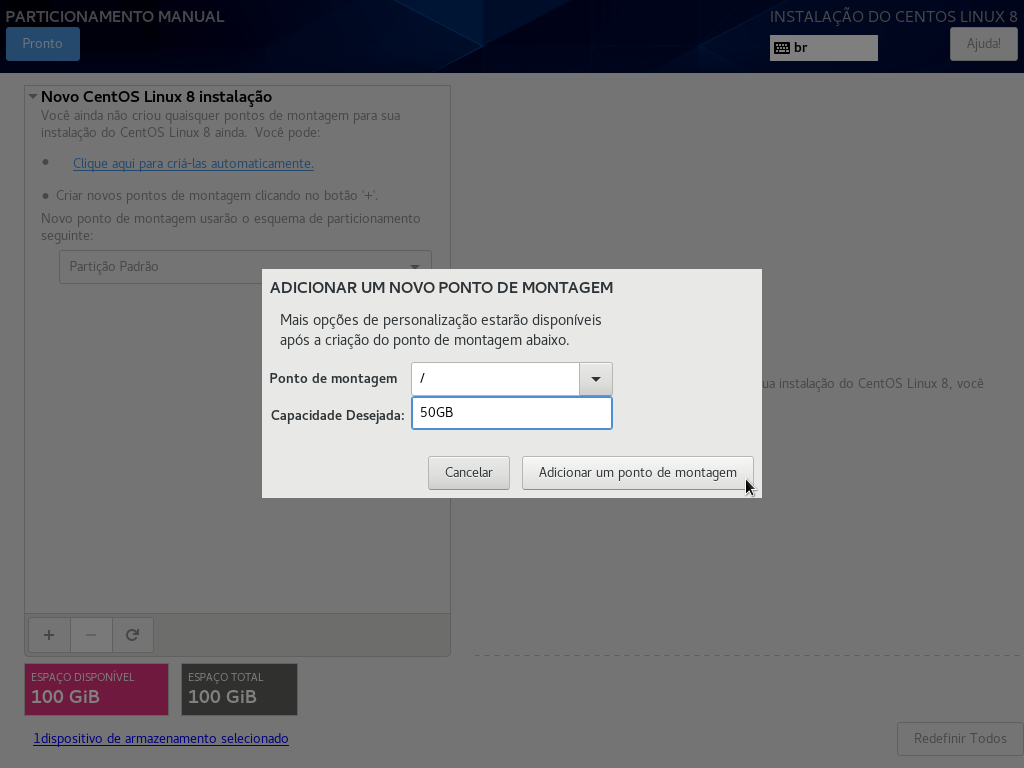 PARTICIONAMENTO MANUAL
INSTALAÇÃO DO CENTOS LINUX 8
Pronto
br
Ajuda!
Novo CentOS Linux 8 instalação
Você ainda não criou quaisquer pontos de montagem para sua
instalação do CentOS Linux 8 ainda. Você pode:
• Clique aqui para criá-las automaticamente.
• Criar novos pontos de montagem clicando no botão '+'.
Novo ponto de montagem usarão o esquema de particionamento
seguinte:
Partição Padrão
ADICIONAR UM NOVO PONTO DE MONTAGEM
Mais opções de personalização estarão disponíveis
após a criação do ponto de montagem abaixo.
Ponto de montagem /
ua instalação do CentOS Linux 8, você
Capacidade Desejada: 50GB
Cancelar
Adicionar um ponto de montagem
+ −
ESPAÇO DISPONÍVEL
100 GiB
ESPAÇO TOTAL
100 GiB
1dispositivo de armazenamento selecionado
Redefinir Todos